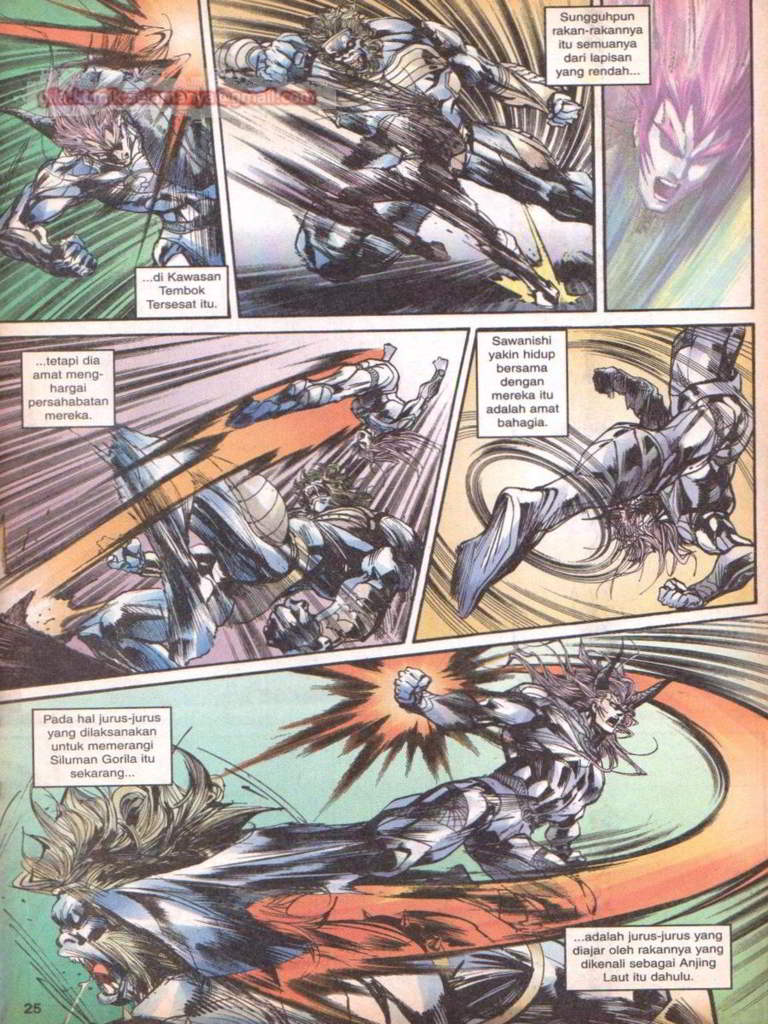 Sungguhpun
rakan-rakannya
itu semuanya
dari lapisan
yang rendah...
...di Kawasan
Tembok
Tersesat itu.
...tetapi dia
amat meng-
hargai
persahabatan
mereka.
Sawanishi
yakin hidup
bersama
dengan
mereka itu
adalah amat
bahagia.
Pada hal jurus-jurus
yang dilaksanakan
untuk memerangi
Siluman Gorila itu
sekarang...
...adalah jurus-jurus yang
diajar oleh rakannya yang
dikenali sebagai Anjing
Laut itu dahulu.
25